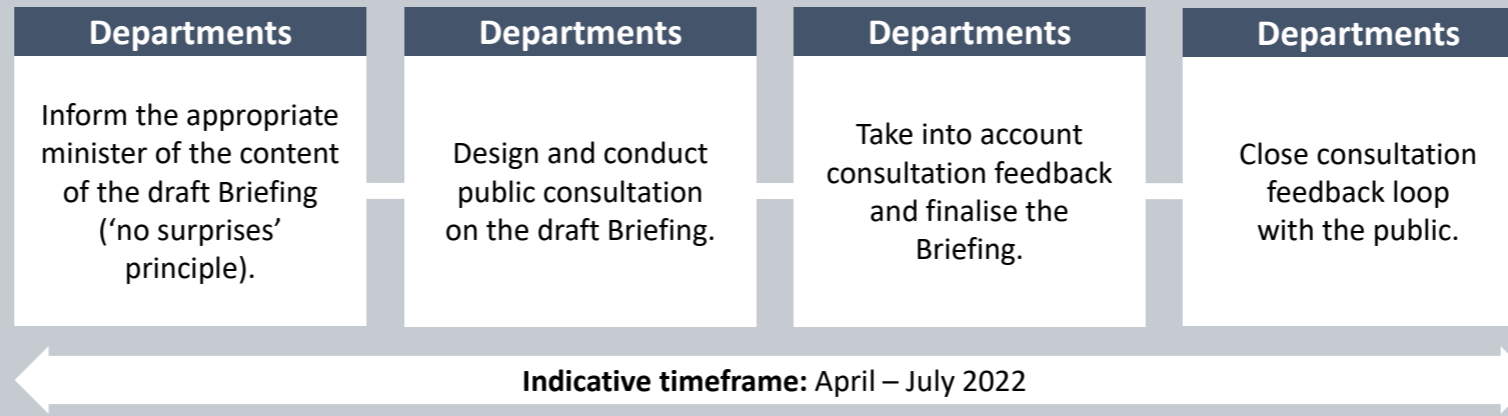 Departments
Inform the appropriate
minister of the content
of the draft Briefing
(‘no surprises’
principle).
Departments
Design and conduct
public consultation
on the draft Briefing.
Departments
Take into account
consultation feedback
and finalise the
Briefing.
Departments
Close consultation
feedback loop
with the public.
Indicative timeframe: April – July 2022